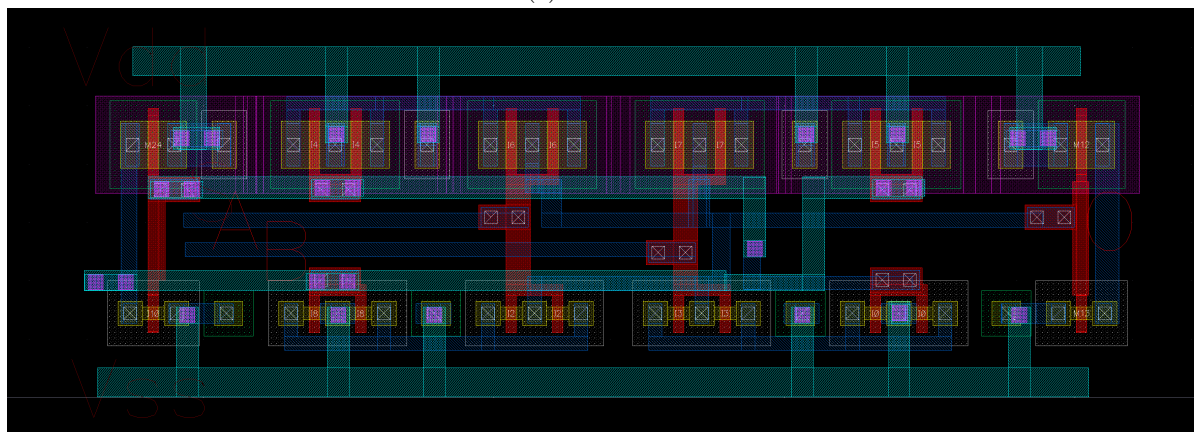 Vdd
M24 I4 I4 I6 I6 I7 I7 I5 I5 M12
A O
B
I10 I8 I8 I2 I2 I3 I3 I0 I0 M13
Vss